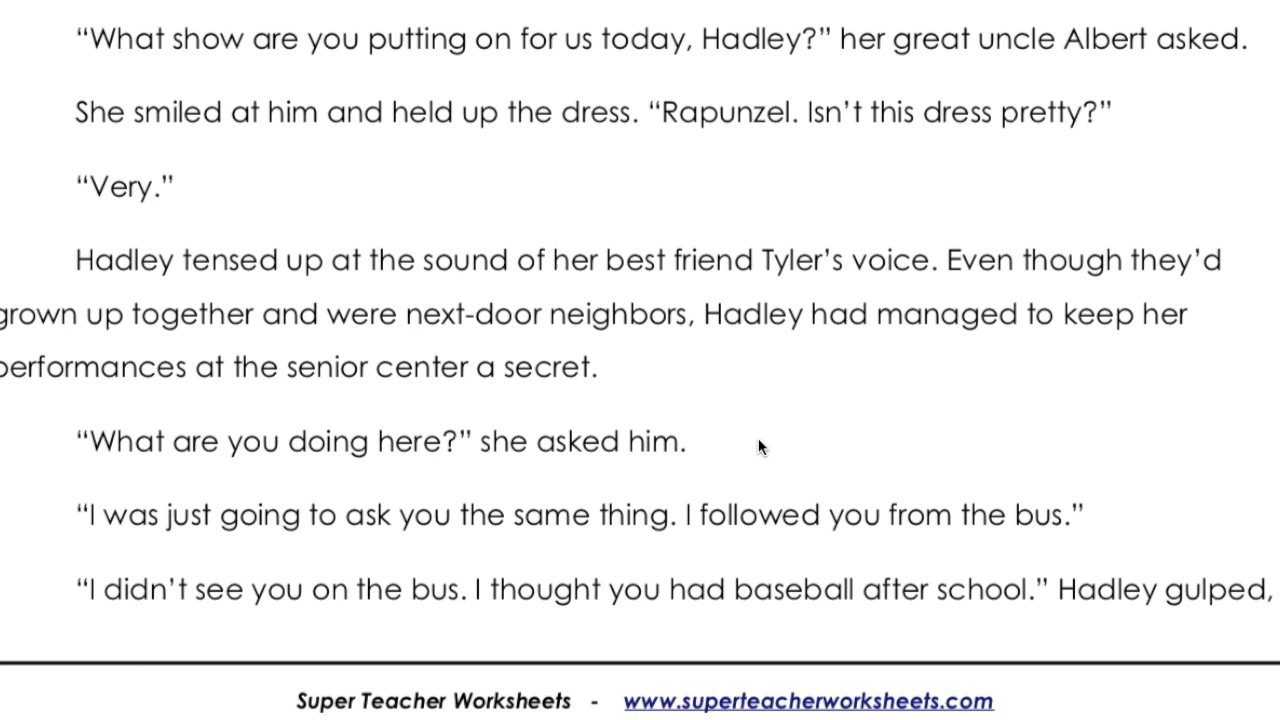 “What show are you putting on for us today, Hadley?” her great uncle Albert asked.
She smiled at him and held up the dress. “Rapunzel. Isn’t this dress pretty?”
“Very.”
Hadley tensed up at the sound of her best friend Tyler’s voice. Even though they’d
grown up together and were next-door neighbors, Hadley had managed to keep her
performances at the senior center a secret.
“What are you doing here?” she asked him.
“I was just going to ask you the same thing. I followed you from the bus.”
“I didn’t see you on the bus. I thought you had baseball after school.” Hadley gulped,
Super Teacher Worksheets - www.superteacherworksheets.com